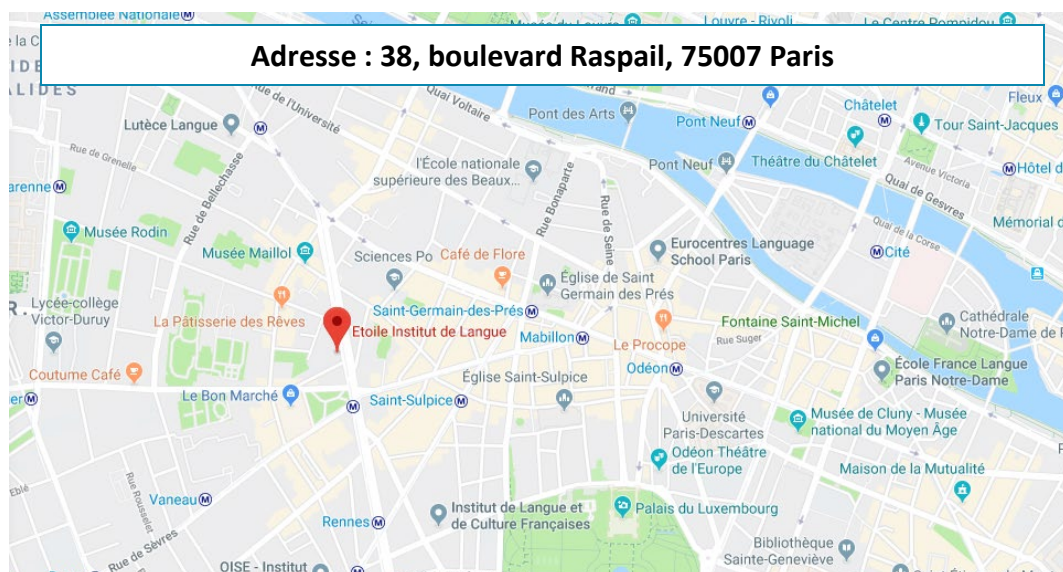 Assemblée Nationale
Louvre - Rivoli
Adresse : 38, boulevard Raspail, 75007 Paris
Fleux
Châtelet
Quai Voltaire
Pont des Arts
Pont Neuf
Tour Saint-Jacques
Lutèce Langue
Rue de l'Université
Rue de Grenelle
l'École nationale
supérieure des Beaux...
Pont Neuf
Théâtre du Châtelet
Avenue Victoria
Hôtel d
arenne
Rue de Bellechasse
Rue Bonaparte
Rue de Seine
Quai de Gesvres
Musée Rodin
Quai de la Corse
Mémorial d
Musée Maillol
Sciences Po
Café de Flore
Eurocentres Language
School Paris
Cité
Église de Saint
Germain des Prés
Lycée-collège
Victor-Duruy
La Pâtisserie des Rêves
Saint-Germain-des-Prés
Etoile Institut de Langue
Mabillon
Le Procope
Rue Suger
Fontaine Saint-Michel
Cathédrale
Notre-Dame de P
Coutume Café
Église Saint-Sulpice
Odéon
École France Langue
Paris Notre-Dame
Le Bon Marché
Saint-Sulpice
Université
Paris-Descartes
Musée de Cluny - Musée
national du Moyen Âge
Odéon Théâtre
de l'Europe
Maison de la Mutualité
Eblé
Rue Rousselet
Vaneau
Rennes
Institut de Langue et
de Culture Françaises
Palais du Luxembourg
Rue de Sèvres
Bibliothèque
Sainte-Geneviève
OISE - Institut